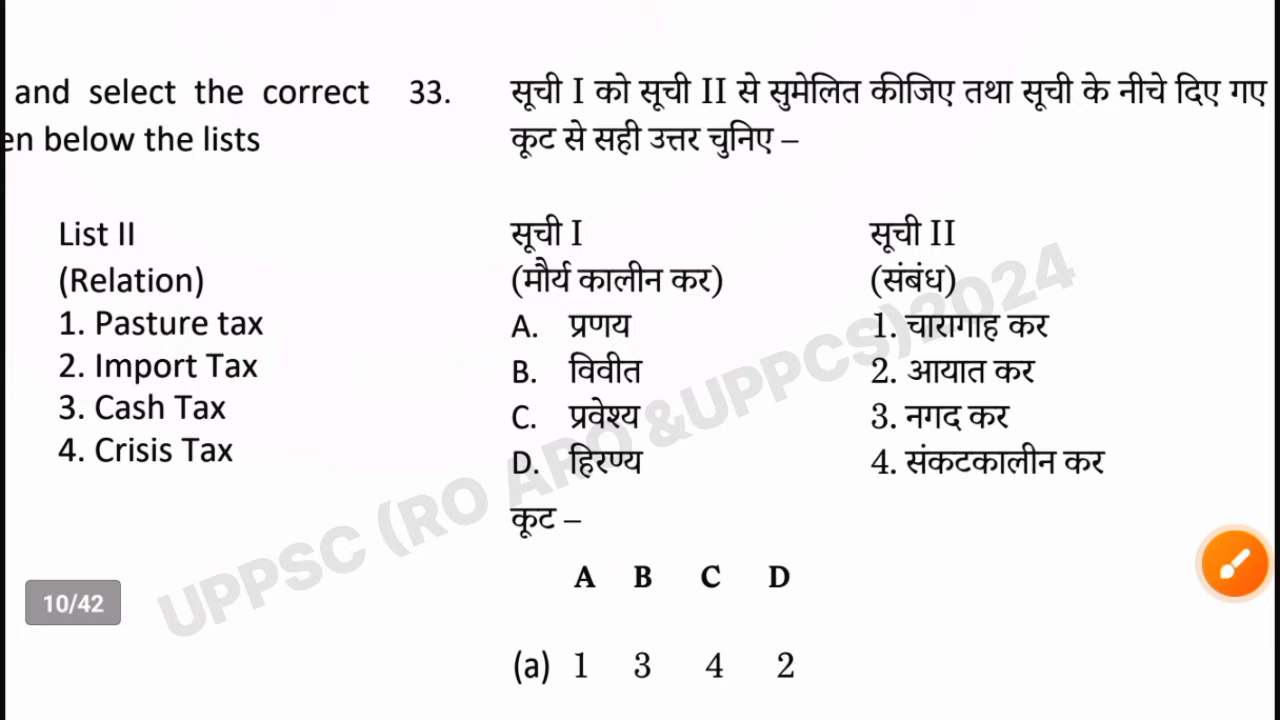 and select the correct
en below the lists
List II
(Relation)
1. Pasture tax
2. Import Tax
3. Cash Tax
4. Crisis Tax
33. सूची I को सूची II से सुमेलित कीजिए तथा सूची के नीचे दिए गए
कूट से सही उत्तर चुनिए –
सूची I सूची II
(मौर्य कालीन कर) (संबंध)
A. प्रणय 1. चारागाह कर
B. विवीत 2. आयात कर
C. प्रवेश्य 3. नगद कर
D. हिरण्य 4. संकटकालीन कर
कूट –
A B C D
(a) 1 3 4 2
UPPSC (RO ARO &UPPCS)2024
10/42